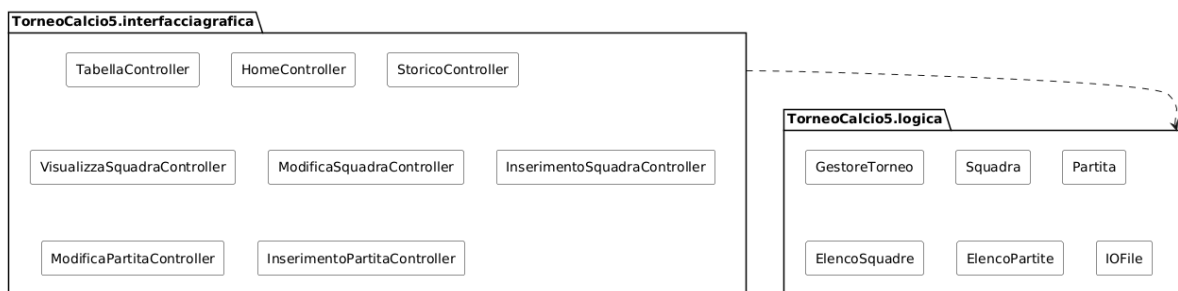 TorneoCalcio5.interfacciagrafica
TabellaController
HomeController
StoricoController
VisualizzaSquadraController
ModificaSquadraController
InserimentoSquadraController
ModificaPartitaController
InserimentoPartitaController
TorneoCalcio5.logica
GestoreTorneo
Squadra
Partita
ElencoSquadre
ElencoPartite
IOFile